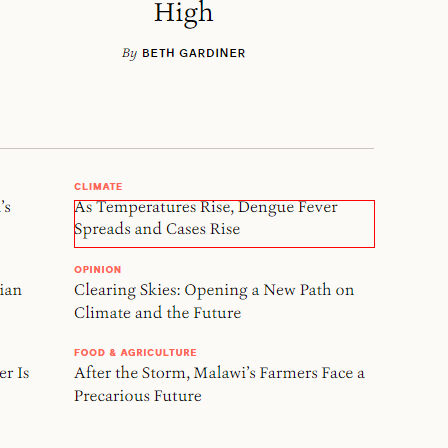 High
By BETH GARDINER
CLIMATE
's
As Temperatures Rise, Dengue Fever
Spreads and Cases Rise
OPINION
ian
Clearing Skies: Opening a New Path on
Climate and the Future
FOOD & AGRICULTURE
er Is
After the Storm, Malawi's Farmers Face a
Precarious Future